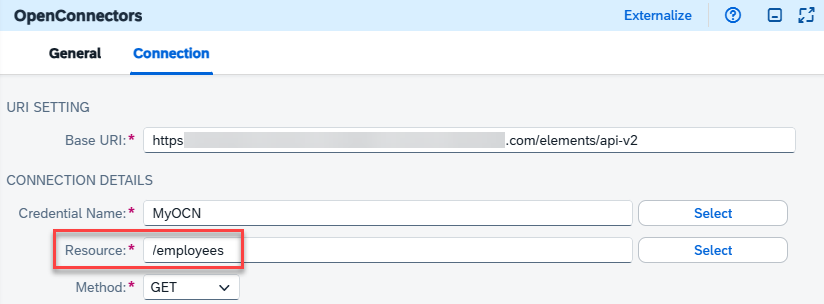 OpenConnectors Externalize
General Connection
URI SETTING
Base URI:* https .com/elements/api-v2
CONNECTION DETAILS
Credential Name:* MyOCN Select
Resource:* /employees Select
Method:* GET